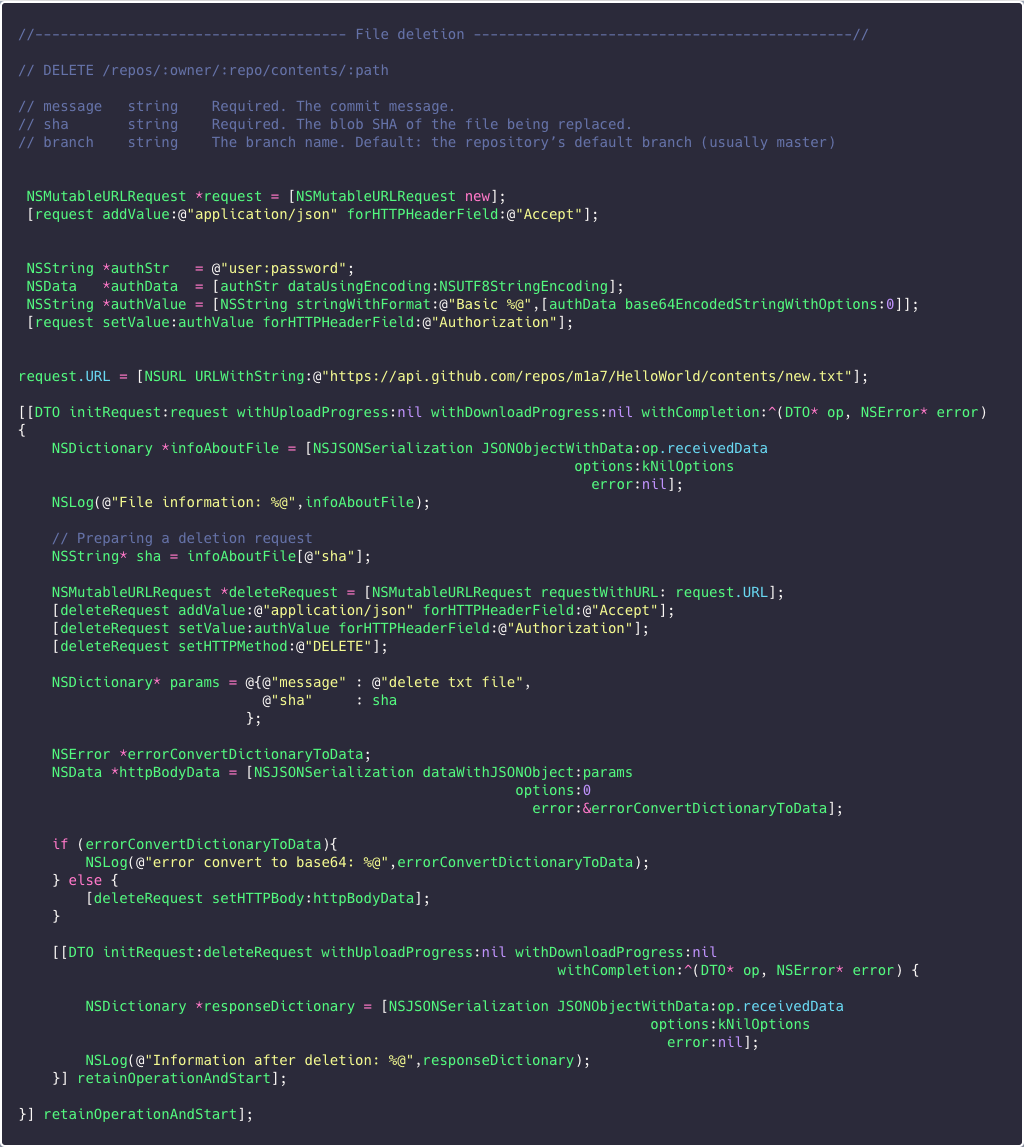 //------------------------------------- File deletion ---------------------------------------------//
// DELETE /repos/:owner/:repo/contents/:path
// message   string    Required. The commit message.
// sha       string    Required. The blob SHA of the file being replaced.
// branch    string    The branch name. Default: the repository’s default branch (usually master)
NSMutableURLRequest *request = [NSMutableURLRequest new];
[request addValue:@"application/json" forHTTPHeaderField:@"Accept"];
NSString *authStr   = @"user:password";
NSData   *authData  = [authStr dataUsingEncoding:NSUTF8StringEncoding];
NSString *authValue = [NSString stringWithFormat:@"Basic %@",[authData base64EncodedStringWithOptions:0]];
[request setValue:authValue forHTTPHeaderField:@"Authorization"];
request.URL = [NSURL URLWithString:@"https://api.github.com/repos/m1a7/HelloWorld/contents/new.txt"];
[[DTO initRequest:request withUploadProgress:nil withDownloadProgress:nil withCompletion:^(DTO* op, NSError* error)
{
    NSDictionary *infoAboutFile = [NSJSONSerialization JSONObjectWithData:op.receivedData
                                                                  options:kNilOptions
                                                                    error:nil];
    NSLog(@"File information: %@",infoAboutFile);
    // Preparing a deletion request
    NSString* sha = infoAboutFile[@"sha"];
    NSMutableURLRequest *deleteRequest = [NSMutableURLRequest requestWithURL: request.URL];
    [deleteRequest addValue:@"application/json" forHTTPHeaderField:@"Accept"];
    [deleteRequest setValue:authValue forHTTPHeaderField:@"Authorization"];
    [deleteRequest setHTTPMethod:@"DELETE"];
    NSDictionary* params = @{@"message" : @"delete txt file",
                             @"sha"     : sha
                           };
    NSError *errorConvertDictionaryToData;
    NSData *httpBodyData = [NSJSONSerialization dataWithJSONObject:params
                                                           options:0
                                                             error:&errorConvertDictionaryToData];
    if (errorConvertDictionaryToData){
        NSLog(@"error convert to base64: %@",errorConvertDictionaryToData);
    } else {
        [deleteRequest setHTTPBody:httpBodyData];
    }
    [[DTO initRequest:deleteRequest withUploadProgress:nil withDownloadProgress:nil
                                                                withCompletion:^(DTO* op, NSError* error) {
        NSDictionary *responseDictionary = [NSJSONSerialization JSONObjectWithData:op.receivedData
                                                                           options:kNilOptions
                                                                             error:nil];
        NSLog(@"Information after deletion: %@",responseDictionary);
    }] retainOperationAndStart];
}] retainOperationAndStart];